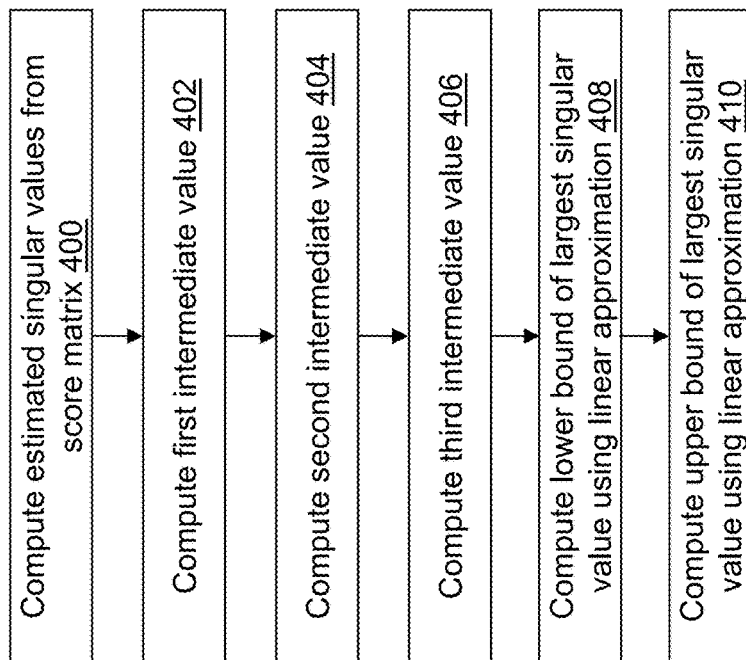 Compute estimated singular values from
score matrix 400
Compute first intermediate value 402
Compute second intermediate value 404
Compute third intermediate value 406
Compute lower bound of largest singular
value using linear approximation 408
Compute upper bound of largest singular
value using linear approximation 410